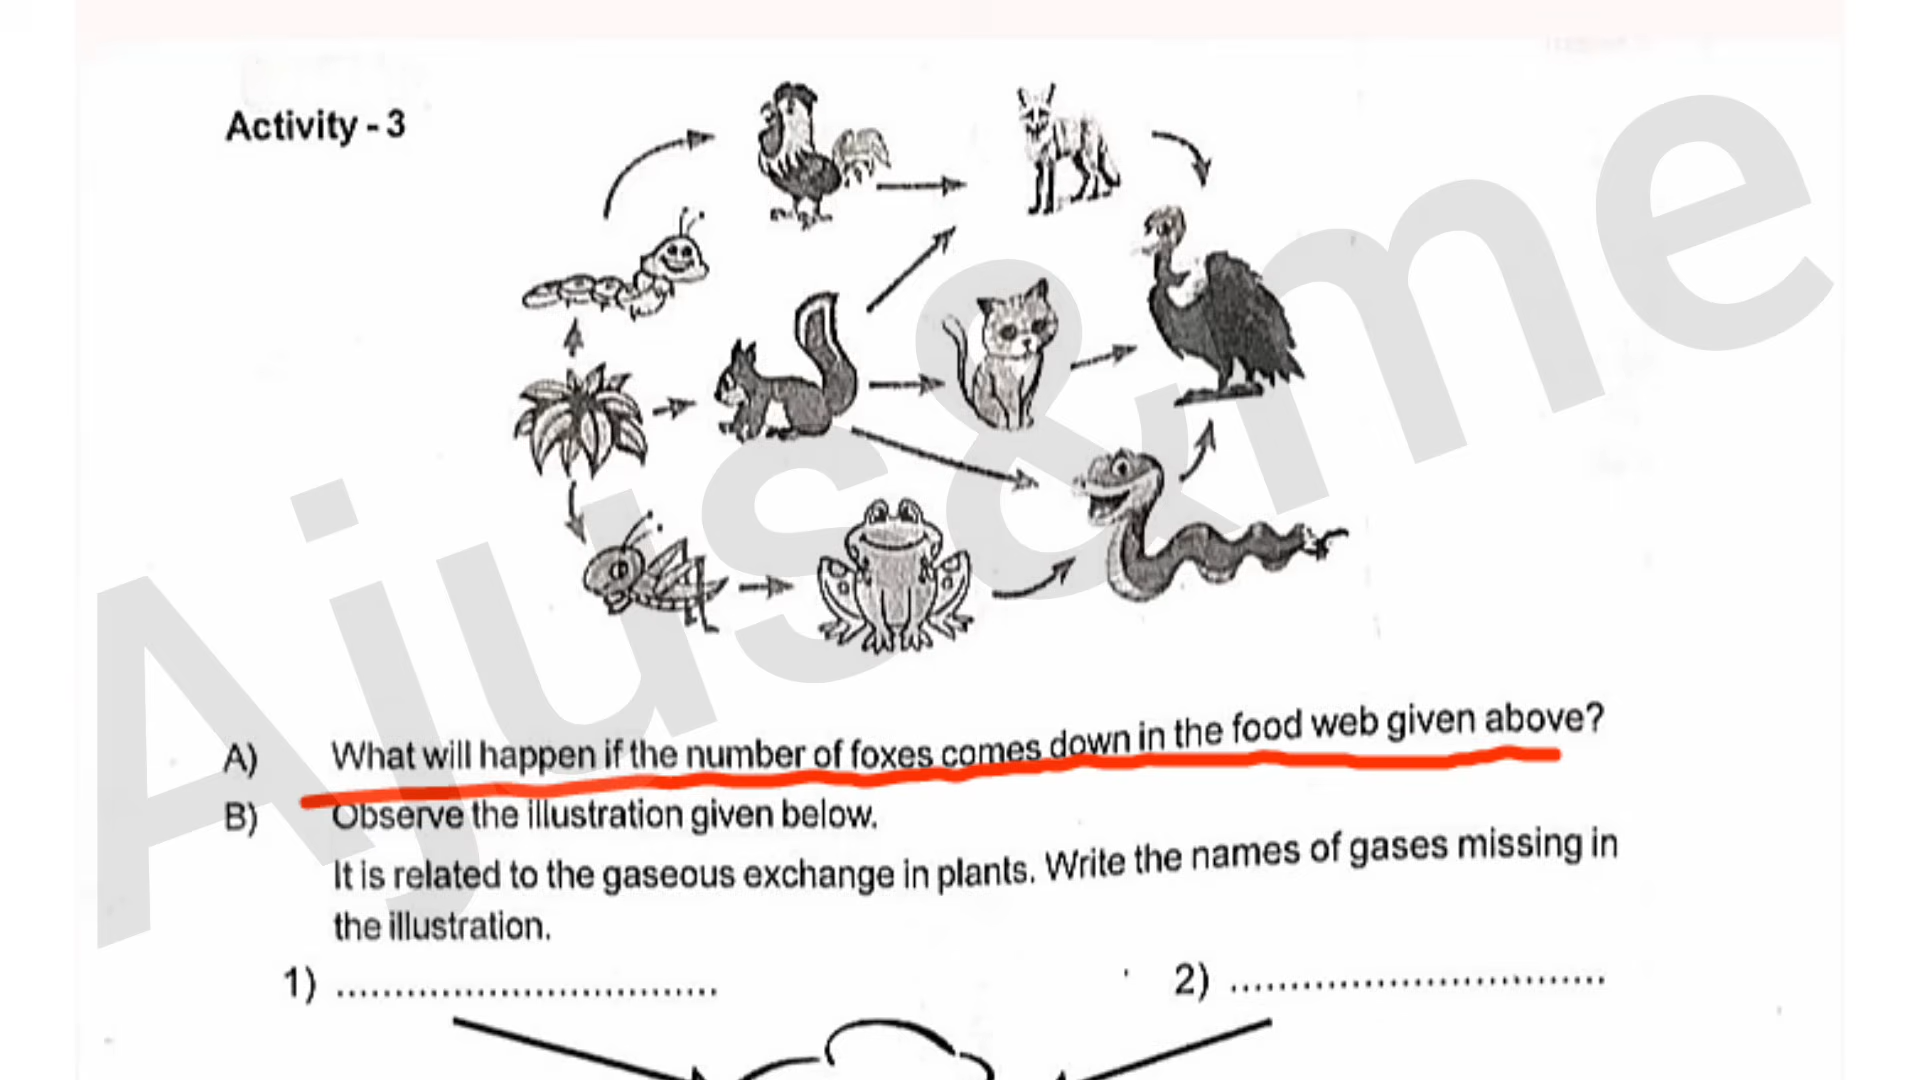 Activity - 3
A) What will happen if the number of foxes comes down in the food web given above?
B) Observe the illustration given below.
It is related to the gaseous exchange in plants. Write the names of gases missing in
the illustration.
1) ................................. 2) .................................
Ajus&me